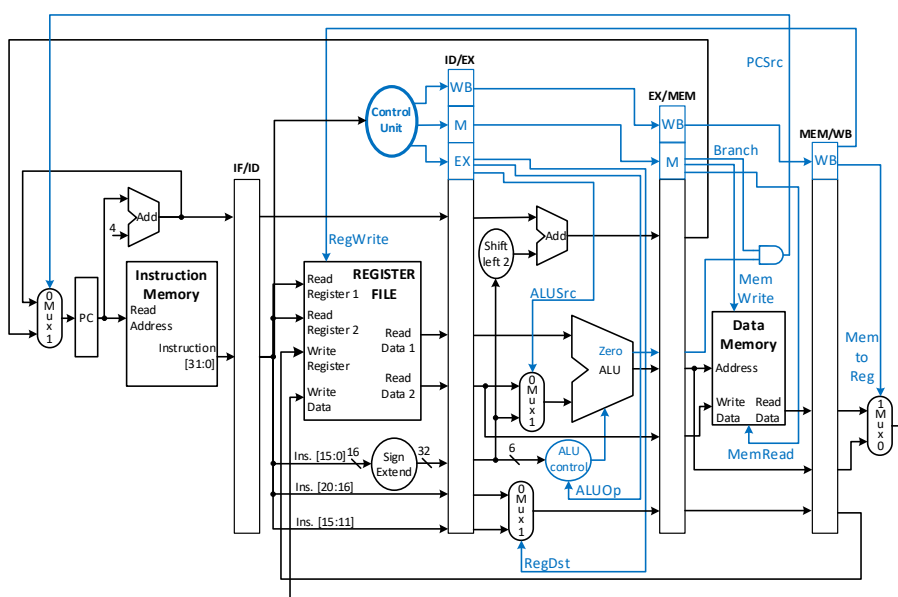 ID/EX
PCSrc
WB
EX/MEM
Control
Unit
M
WB
MEM/WB
Branch
EX
M
WB
IF/ID
Add
4
RegWrite
Add
Shift
left 2
Instruction
Memory
Read
Address
Instruction
[31:0]
REGISTER
FILE
Read
Register 1
Read
Register 2
Write
Register
Write
Data
Read
Data 1
Read
Data 2
0
M
u
x
1
PC
ALUSrc
0
M
u
x
1
Zero
ALU
Mem
Write
Data
Memory
Address
Write
Data
Read
Data
Mem
to
Reg
1
M
u
x
0
MemRead
Ins. [15:0]
16
Sign
Extend
32
6
ALU
control
ALUOp
Ins. [20:16]
Ins. [15:11]
0
M
u
x
1
RegDst